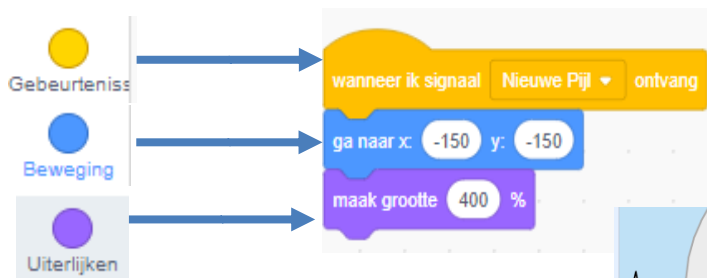 Gebeurteniss
wanneer ik signaal Nieuwe Pijl ontvang
Beweging
ga naar x: -150 y: -150
Uiterlijken
maak grootte 400 %